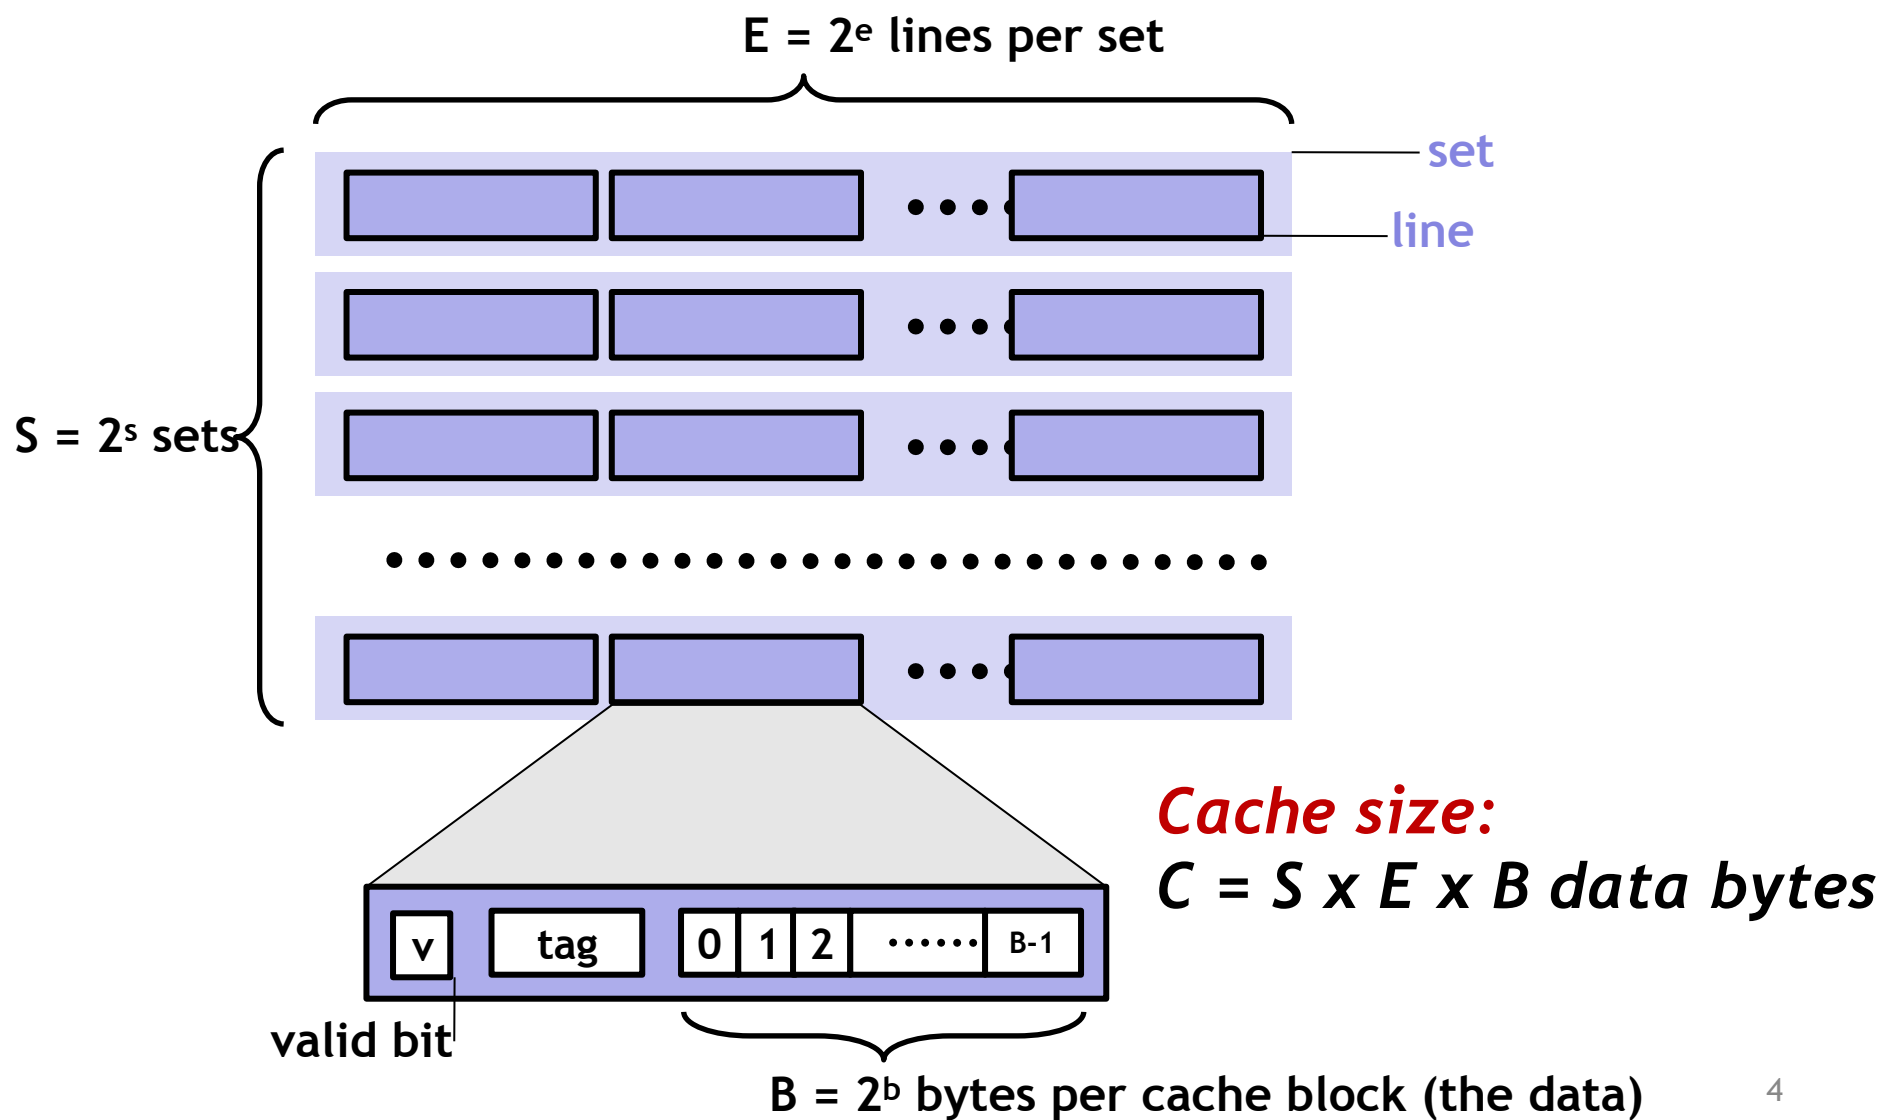 E = 2ᵉ lines per set
set
line
S = 2ˢ sets
Cache size:
C = S x E x B data bytes
v
tag
0 1 2 ...... B-1
valid bit
B = 2ᵇ bytes per cache block (the data)
4